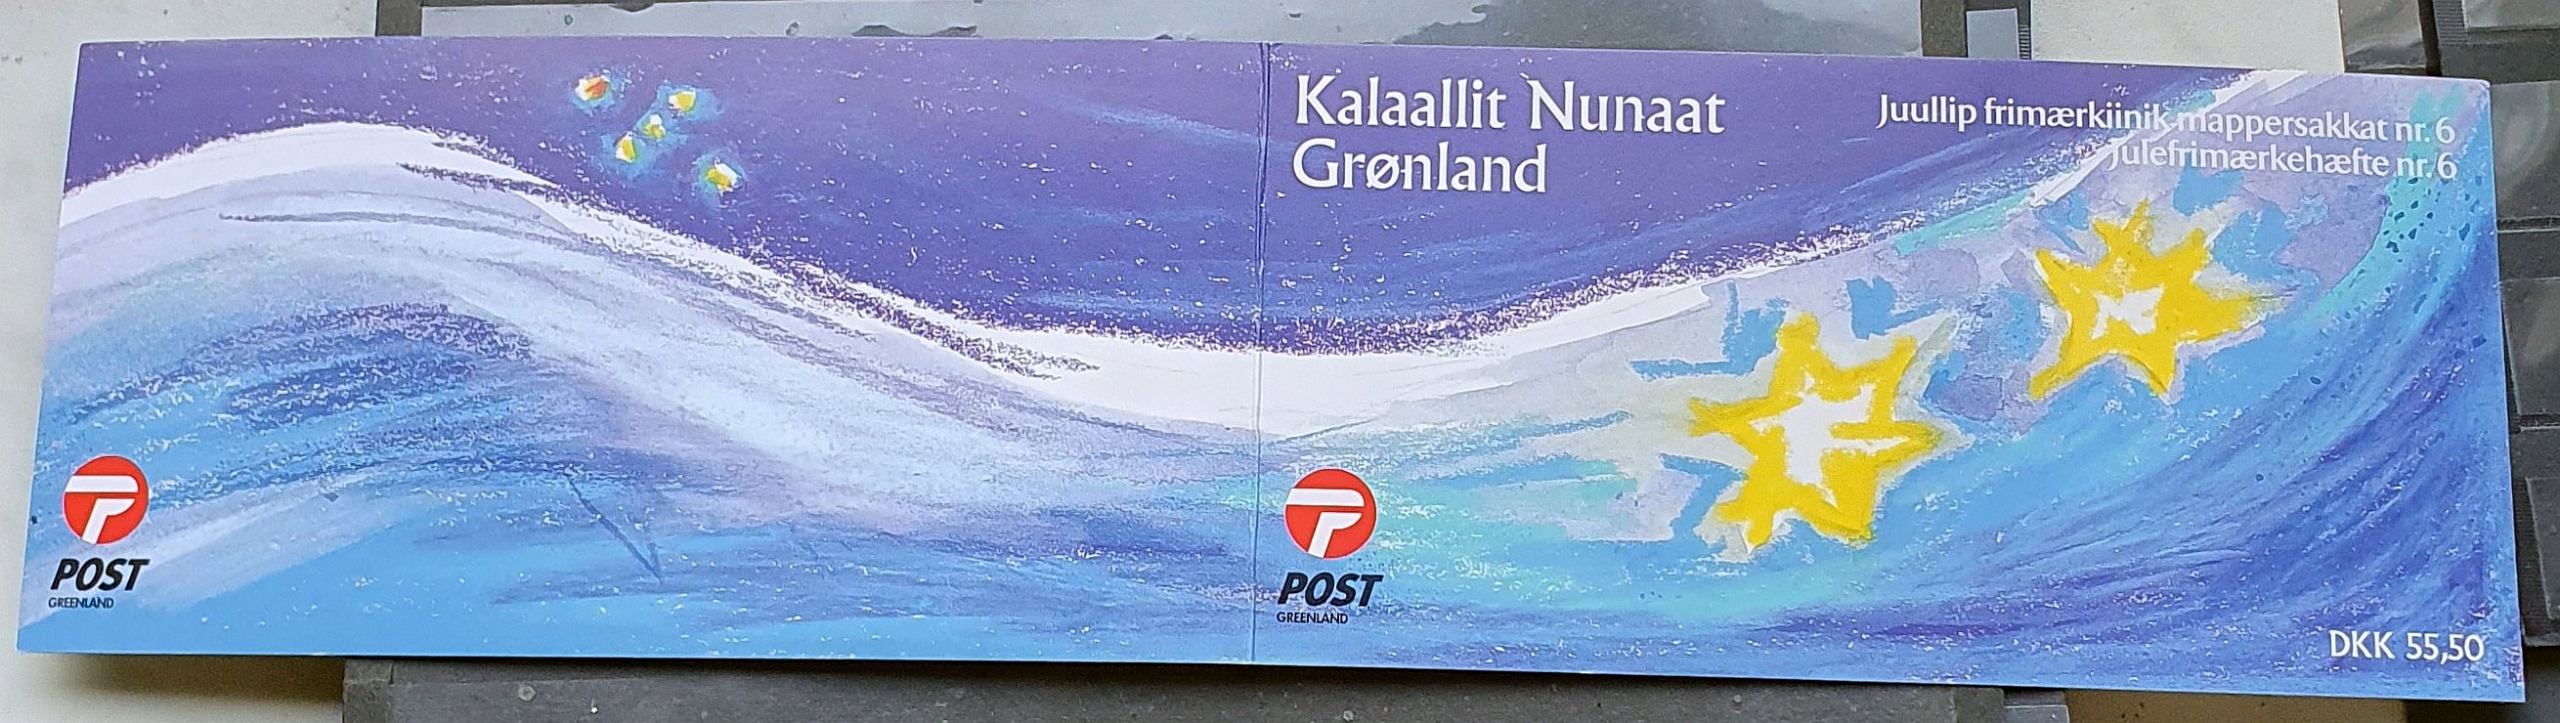 Kalaallit Nunaat
Grønland
Juullip frimærkiinik mappersakkat nr. 6
Julefrimærkehæfte nr. 6
POST
GREENLAND
POST
GREENLAND
DKK 55,50